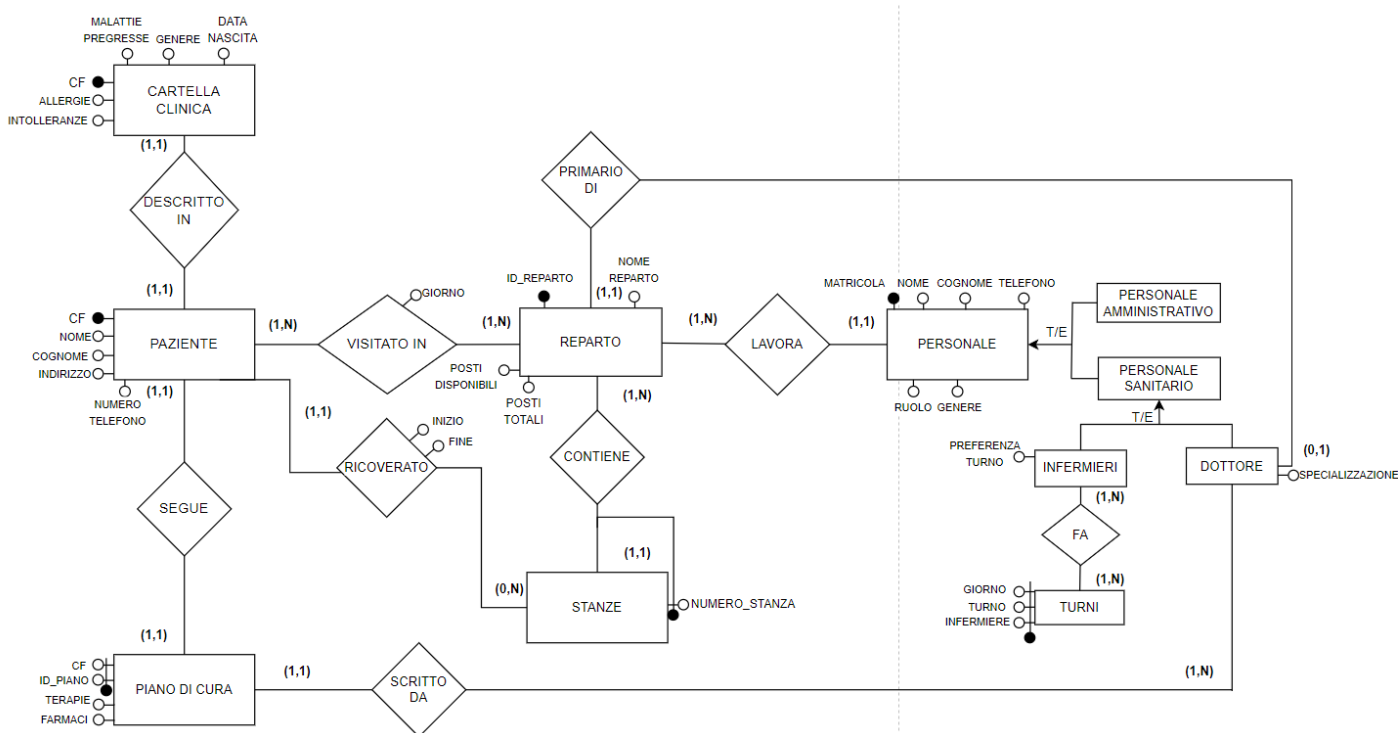 MALATTIE
PREGRESSE
GENERE
DATA
NASCITA
CF
ALLERGIE
INTOLLERANZE
CARTELLA
CLINICA
(1,1)
DESCRITTO
IN
(1,1)
PRIMARIO
DI
CF
NOME
COGNOME
INDIRIZZO
NUMERO
TELEFONO
PAZIENTE
(1,N)
(1,1)
(1,1)
GIORNO
VISITATO IN
(1,N)
ID_REPARTO
NOME
REPARTO
(1,1)
REPARTO
POSTI
DISPONIBILI
POSTI
TOTALI
(1,N)
(1,N)
LAVORA
(1,1)
MATRICOLA
NOME
COGNOME
TELEFONO
PERSONALE
RUOLO
GENERE
T/E
PERSONALE
AMMINISTRATIVO
PERSONALE
SANITARIO
T/E
INIZIO
FINE
RICOVERATO
CONTIENE
PREFERENZA
TURNO
INFERMIERI
DOTTORE
(0,1)
SPECIALIZZAZIONE
(1,N)
SEGUE
FA
(1,1)
(0,N)
STANZE
NUMERO_STANZA
(1,N)
GIORNO
TURNO
INFERMIERE
TURNI
(1,1)
CF
ID_PIANO
TERAPIE
FARMACI
PIANO DI CURA
(1,1)
SCRITTO
DA
(1,N)